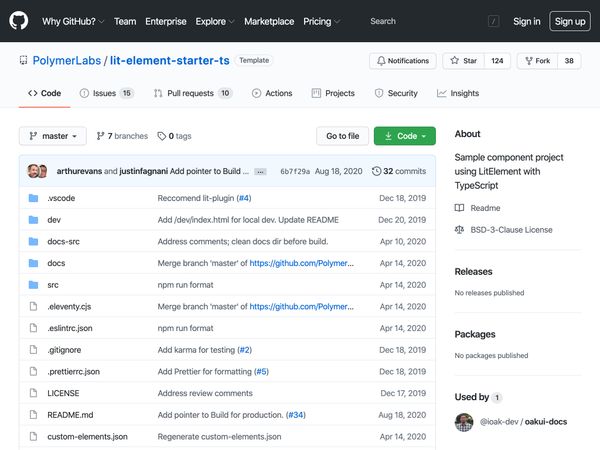 Why GitHub? Team Enterprise Explore Marketplace Pricing Search / Sign in Sign up
PolymerLabs / lit-element-starter-ts Template Notifications Star 124 Fork 38
Code Issues 15 Pull requests 10 Actions Projects Security Insights
master 7 branches 0 tags Go to file Code
arthurevans and justinfagnani Add pointer to Build … ... 6b7f29a Aug 18, 2020 32 commits
.vscode Reccomend lit-plugin (#4) Dec 18, 2019
dev Add /dev/index.html for local dev. Update README Dec 20, 2019
docs-src Address comments; clean docs dir before build. Apr 10, 2020
docs Merge branch 'master' of https://github.com/Polymer... Apr 14, 2020
src npm run format Apr 14, 2020
.eleventy.cjs Merge branch 'master' of https://github.com/Polymer... Apr 14, 2020
.eslintrc.json npm run format Apr 14, 2020
.gitignore Add karma for testing (#2) Dec 18, 2019
.prettierrc.json Add Prettier for formatting (#5) Dec 18, 2019
LICENSE Address review comments Dec 17, 2019
README.md Add pointer to Build for production. (#34) Aug 18, 2020
custom-elements.json Regenerate custom-elements.json Apr 14, 2020
About
Sample component project
using LitElement with
TypeScript
Readme
BSD-3-Clause License
Releases
No releases published
Packages
No packages published
Used by 1
@ioak-dev / oakui-docs